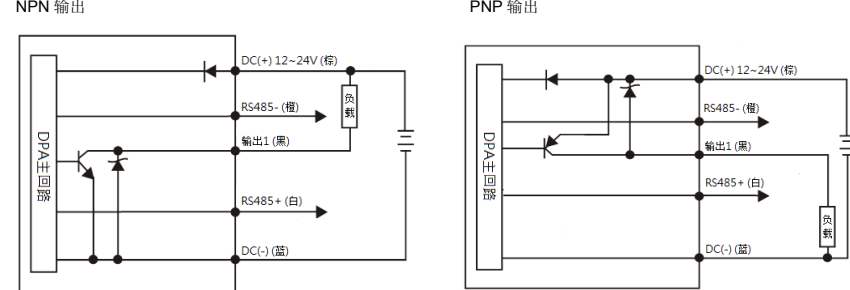 NPN 输出
DC(+) 12~24V (棕)
RS485- (橙)
负载
输出1 (黑)
DPA主回路
RS485+ (白)
DC(-) (蓝)
PNP 输出
DC(+) 12~24V (棕)
RS485- (橙)
输出1 (黑)
DPA主回路
RS485+ (白)
负载
DC(-) (蓝)